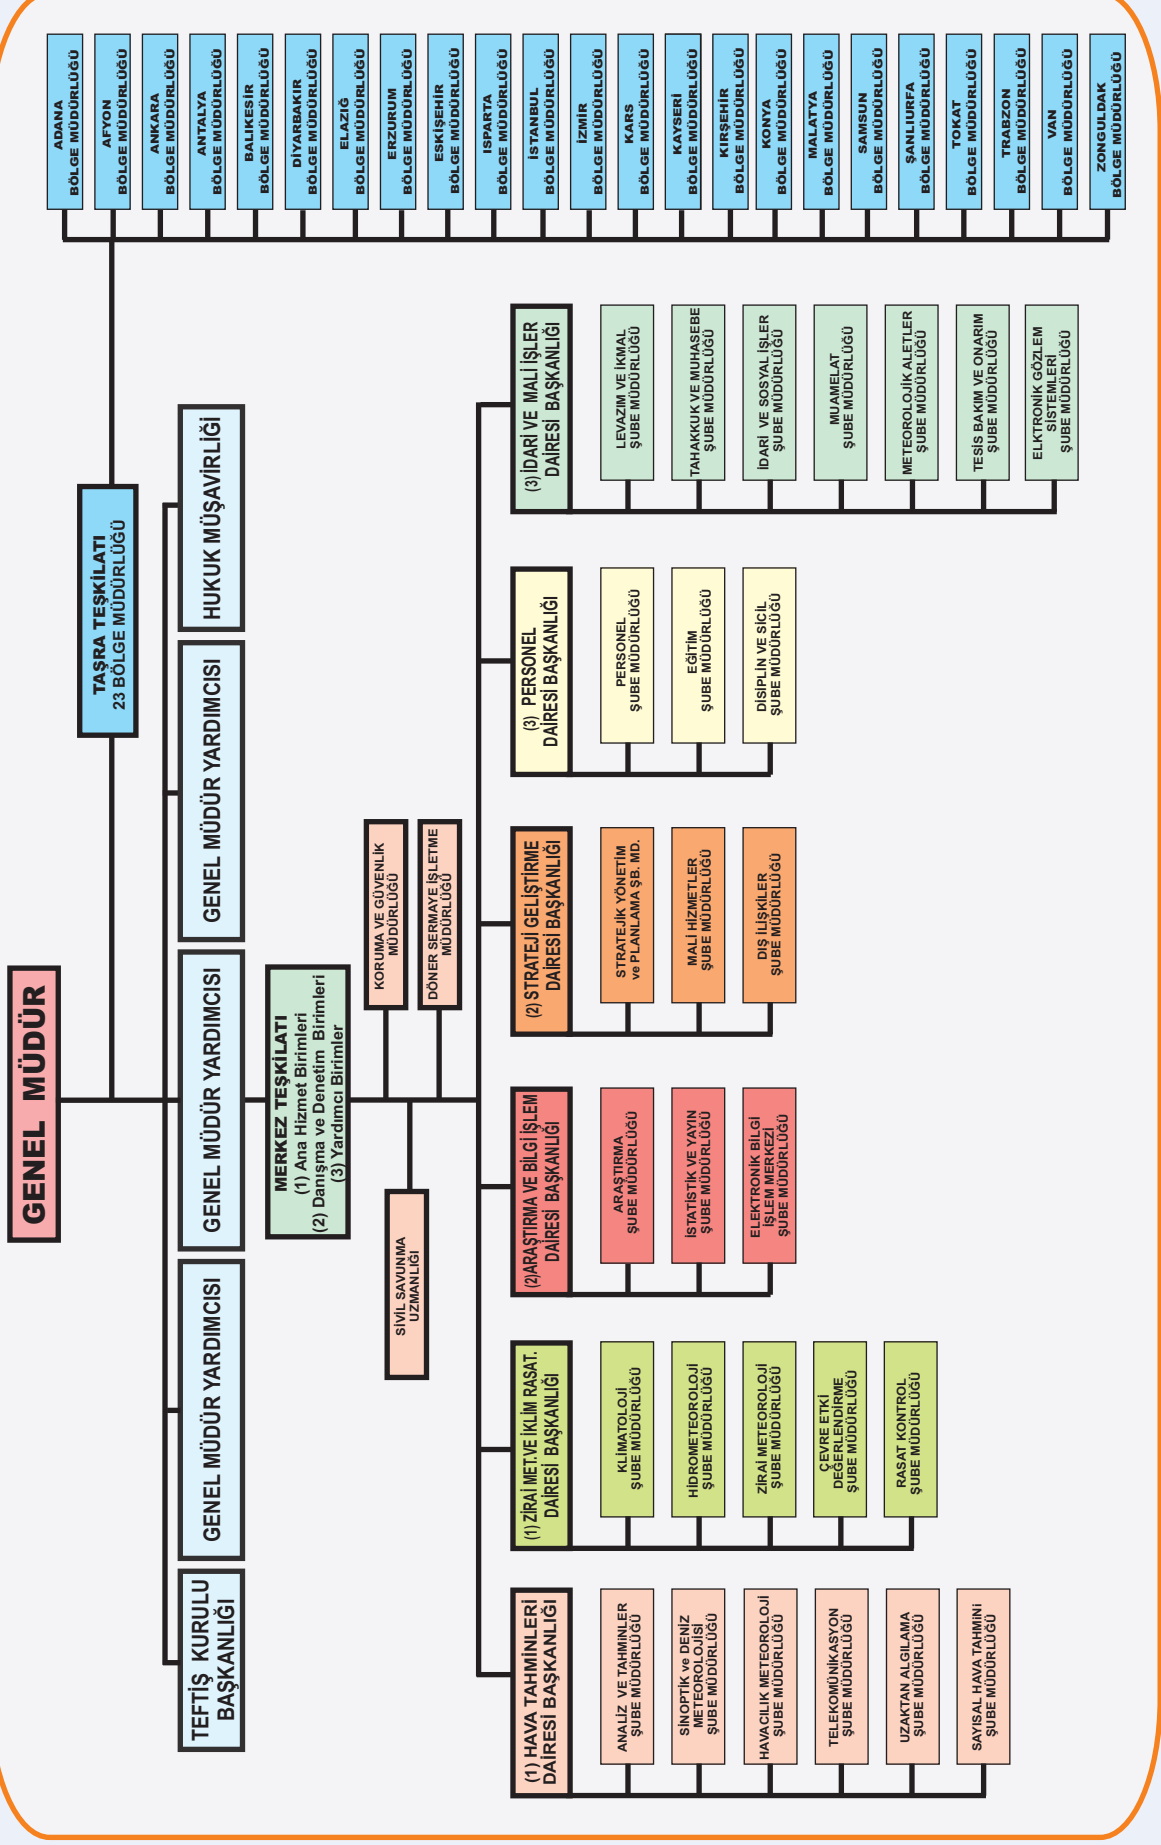 GENEL MÜDÜR
TAŞRA TEŞKİLATI
23 BÖLGE MÜDÜRLÜĞÜ
TEFTİŞ KURULU
BAŞKANLIĞI
GENEL MÜDÜR YARDIMCISI
GENEL MÜDÜR YARDIMCISI
GENEL MÜDÜR YARDIMCISI
HUKUK MÜŞAVİRLİĞİ
MERKEZ TEŞKİLATI
(1) Ana Hizmet Birimleri
(2) Danışma ve Denetim Birimleri
(3) Yardımcı Birimler
SİVİL SAVUNMA
UZMANLIĞI
KORUMA VE GÜVENLİK
MÜDÜRLÜĞÜ
DÖNER SERMAYE İŞLETME
MÜDÜRLÜĞÜ
(1) HAVA TAHMİNLERİ
DAİRESİ BAŞKANLIĞI
ANALİZ VE TAHMİNLER
ŞUBE MÜDÜRLÜĞÜ
SİNOPTİK ve DENİZ
METEOROLOJİSİ
ŞUBE MÜDÜRLÜĞÜ
HAVACILIK METEOROLOJİ
ŞUBE MÜDÜRLÜĞÜ
TELEKOMÜNİKASYON
ŞUBE MÜDÜRLÜĞÜ
UZAKTAN ALGILAMA
ŞUBE MÜDÜRLÜĞÜ
SAYISAL HAVA TAHMİNİ
ŞUBE MÜDÜRLÜĞÜ
(1) ZİRAİ MET.VE İKLİM RASAT.
DAİRESİ BAŞKANLIĞI
KLİMATOLOJİ
ŞUBE MÜDÜRLÜĞÜ
HİDROMETEOROLOJİ
ŞUBE MÜDÜRLÜĞÜ
ZİRAİ METEOROLOJİ
ŞUBE MÜDÜRLÜĞÜ
ÇEVRE ETKİ
DEĞERLENDİRME
ŞUBE MÜDÜRLÜĞÜ
RASAT KONTROL
ŞUBE MÜDÜRLÜĞÜ
(2)ARAŞTIRMA VE BİLGİ İŞLEM
DAİRESİ BAŞKANLIĞI
ARAŞTIRMA
ŞUBE MÜDÜRLÜĞÜ
İSTATİSTİK VE YAYIN
ŞUBE MÜDÜRLÜĞÜ
ELEKTRONİK BİLGİ
İŞLEM MERKEZİ
ŞUBE MÜDÜRLÜĞÜ
(2) STRATEJİ GELİŞTİRME
DAİRESİ BAŞKANLIĞI
STRATEJİK YÖNETİM
ve PLANLAMA ŞB. MD.
MALİ HİZMETLER
ŞUBE MÜDÜRLÜĞÜ
DIŞ İLİŞKİLER
ŞUBE MÜDÜRLÜĞÜ
(3) PERSONEL
DAİRESİ BAŞKANLIĞI
PERSONEL
ŞUBE MÜDÜRLÜĞÜ
EĞİTİM
ŞUBE MÜDÜRLÜĞÜ
DİSİPLİN VE SİCİL
ŞUBE MÜDÜRLÜĞÜ
(3) İDARİ VE MALİ İŞLER
DAİRESİ BAŞKANLIĞI
LEVAZIM VE İKMAL
ŞUBE MÜDÜRLÜĞÜ
TAHAKKUK VE MUHASEBE
ŞUBE MÜDÜRLÜĞÜ
İDARİ VE SOSYAL İŞLER
ŞUBE MÜDÜRLÜĞÜ
MUAMELAT
ŞUBE MÜDÜRLÜĞÜ
METEOROLOJİK ALETLER
ŞUBE MÜDÜRLÜĞÜ
TESİS BAKIM VE ONARIM
ŞUBE MÜDÜRLÜĞÜ
ELKTRONİK GÖZLEM
SİSTEMLERİ
ŞUBE MÜDÜRLÜĞÜ
ADANA
BÖLGE MÜDÜRLÜĞÜ
AFYON
BÖLGE MÜDÜRLÜĞÜ
ANKARA
BÖLGE MÜDÜRLÜĞÜ
ANTALYA
BÖLGE MÜDÜRLÜĞÜ
BALIKESİR
BÖLGE MÜDÜRLÜĞÜ
DİYARBAKIR
BÖLGE MÜDÜRLÜĞÜ
ELAZIĞ
BÖLGE MÜDÜRLÜĞÜ
ERZURUM
BÖLGE MÜDÜRLÜĞÜ
ESKİŞEHİR
BÖLGE MÜDÜRLÜĞÜ
ISPARTA
BÖLGE MÜDÜRLÜĞÜ
İSTANBUL
BÖLGE MÜDÜRLÜĞÜ
İZMİR
BÖLGE MÜDÜRLÜĞÜ
KARS
BÖLGE MÜDÜRLÜĞÜ
KAYSERİ
BÖLGE MÜDÜRLÜĞÜ
KIRŞEHİR
BÖLGE MÜDÜRLÜĞÜ
KONYA
BÖLGE MÜDÜRLÜĞÜ
MALATYA
BÖLGE MÜDÜRLÜĞÜ
SAMSUN
BÖLGE MÜDÜRLÜĞÜ
ŞANLIURFA
BÖLGE MÜDÜRLÜĞÜ
TOKAT
BÖLGE MÜDÜRLÜĞÜ
TRABZON
BÖLGE MÜDÜRLÜĞÜ
VAN
BÖLGE MÜDÜRLÜĞÜ
ZONGULDAK
BÖLGE MÜDÜRLÜĞÜ